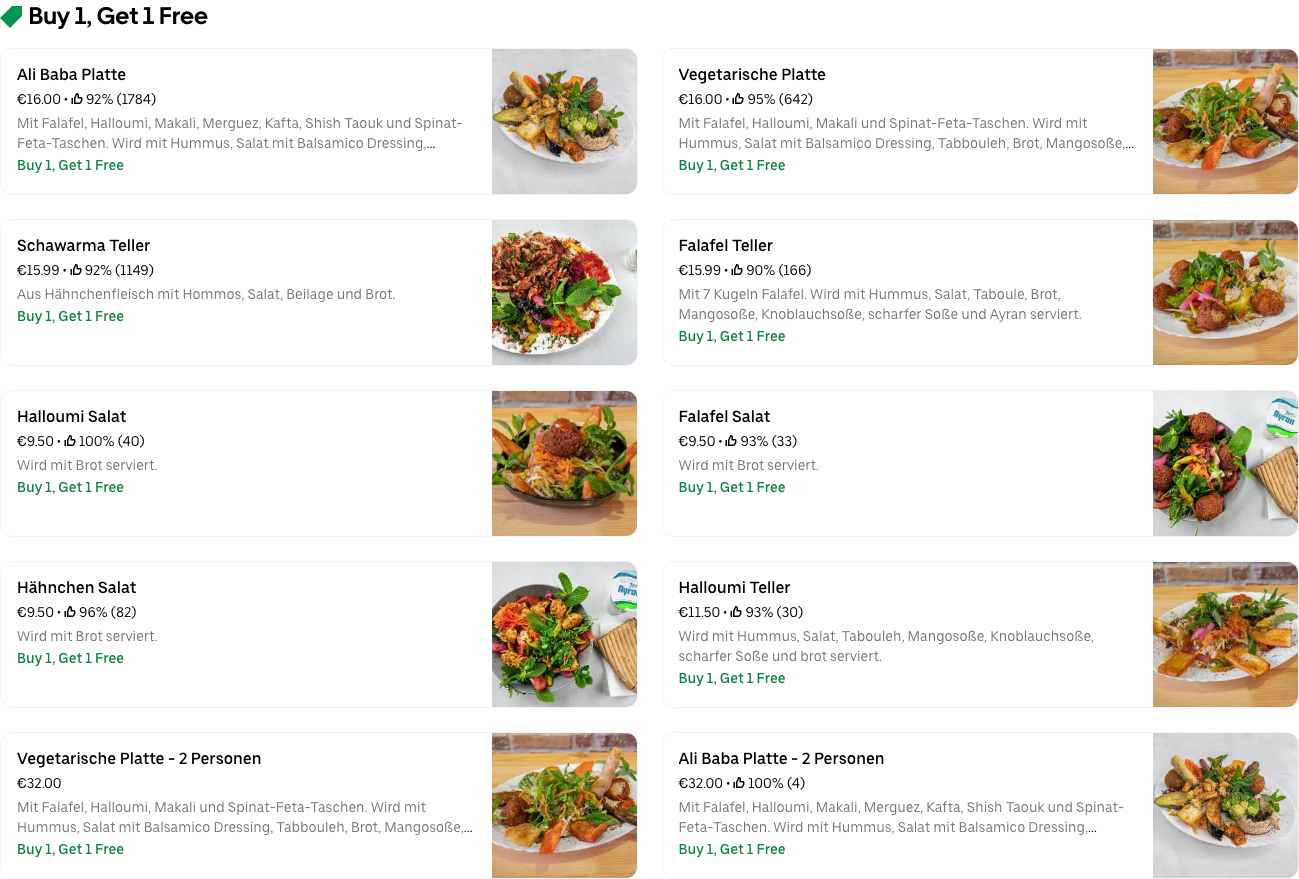 Buy 1, Get 1 Free
Ali Baba Platte
€16.00 • 92% (1784)
Mit Falafel, Halloumi, Makali, Merguez, Kafta, Shish Taouk und Spinat-
Feta-Taschen. Wird mit Hummus, Salat mit Balsamico Dressing,...
Buy 1, Get 1 Free
Vegetarische Platte
€16.00 • 95% (642)
Mit Falafel, Halloumi, Makali und Spinat-Feta-Taschen. Wird mit
Hummus, Salat mit Balsamico Dressing, Tabbouleh, Brot, Mangosoße,...
Buy 1, Get 1 Free
Schawarma Teller
€15.99 • 92% (1149)
Aus Hähnchenfleisch mit Hommos, Salat, Beilage und Brot.
Buy 1, Get 1 Free
Falafel Teller
€15.99 • 90% (166)
Mit 7 Kugeln Falafel. Wird mit Hummus, Salat, Taboule, Brot,
Mangosoße, Knoblauchsoße, scharfer Soße und Ayran serviert.
Buy 1, Get 1 Free
Halloumi Salat
€9.50 • 100% (40)
Wird mit Brot serviert.
Buy 1, Get 1 Free
Falafel Salat
€9.50 • 93% (33)
Wird mit Brot serviert.
Buy 1, Get 1 Free
Ayran
Hähnchen Salat
€9.50 • 96% (82)
Wird mit Brot serviert.
Buy 1, Get 1 Free
Ayran
Halloumi Teller
€11.50 • 93% (30)
Wird mit Hummus, Salat, Tabouleh, Mangosoße, Knoblauchsoße,
scharfer Soße und brot serviert.
Buy 1, Get 1 Free
Vegetarische Platte - 2 Personen
€32.00
Mit Falafel, Halloumi, Makali und Spinat-Feta-Taschen. Wird mit
Hummus, Salat mit Balsamico Dressing, Tabbouleh, Brot, Mangosoße,...
Buy 1, Get 1 Free
Ali Baba Platte - 2 Personen
€32.00 • 100% (4)
Mit Falafel, Halloumi, Makali, Merguez, Kafta, Shish Taouk und Spinat-
Feta-Taschen. Wird mit Hummus, Salat mit Balsamico Dressing,...
Buy 1, Get 1 Free